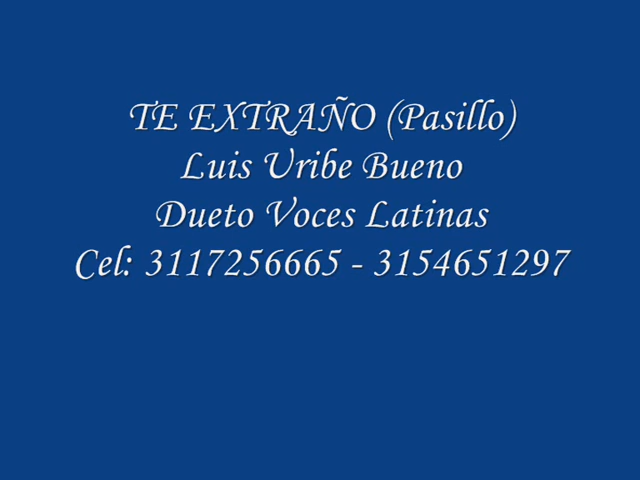 TE EXTRAÑO (Pasillo)
Luis Uribe Bueno
Dueto Voces Latinas
Cel: 3117256665 - 3154651297